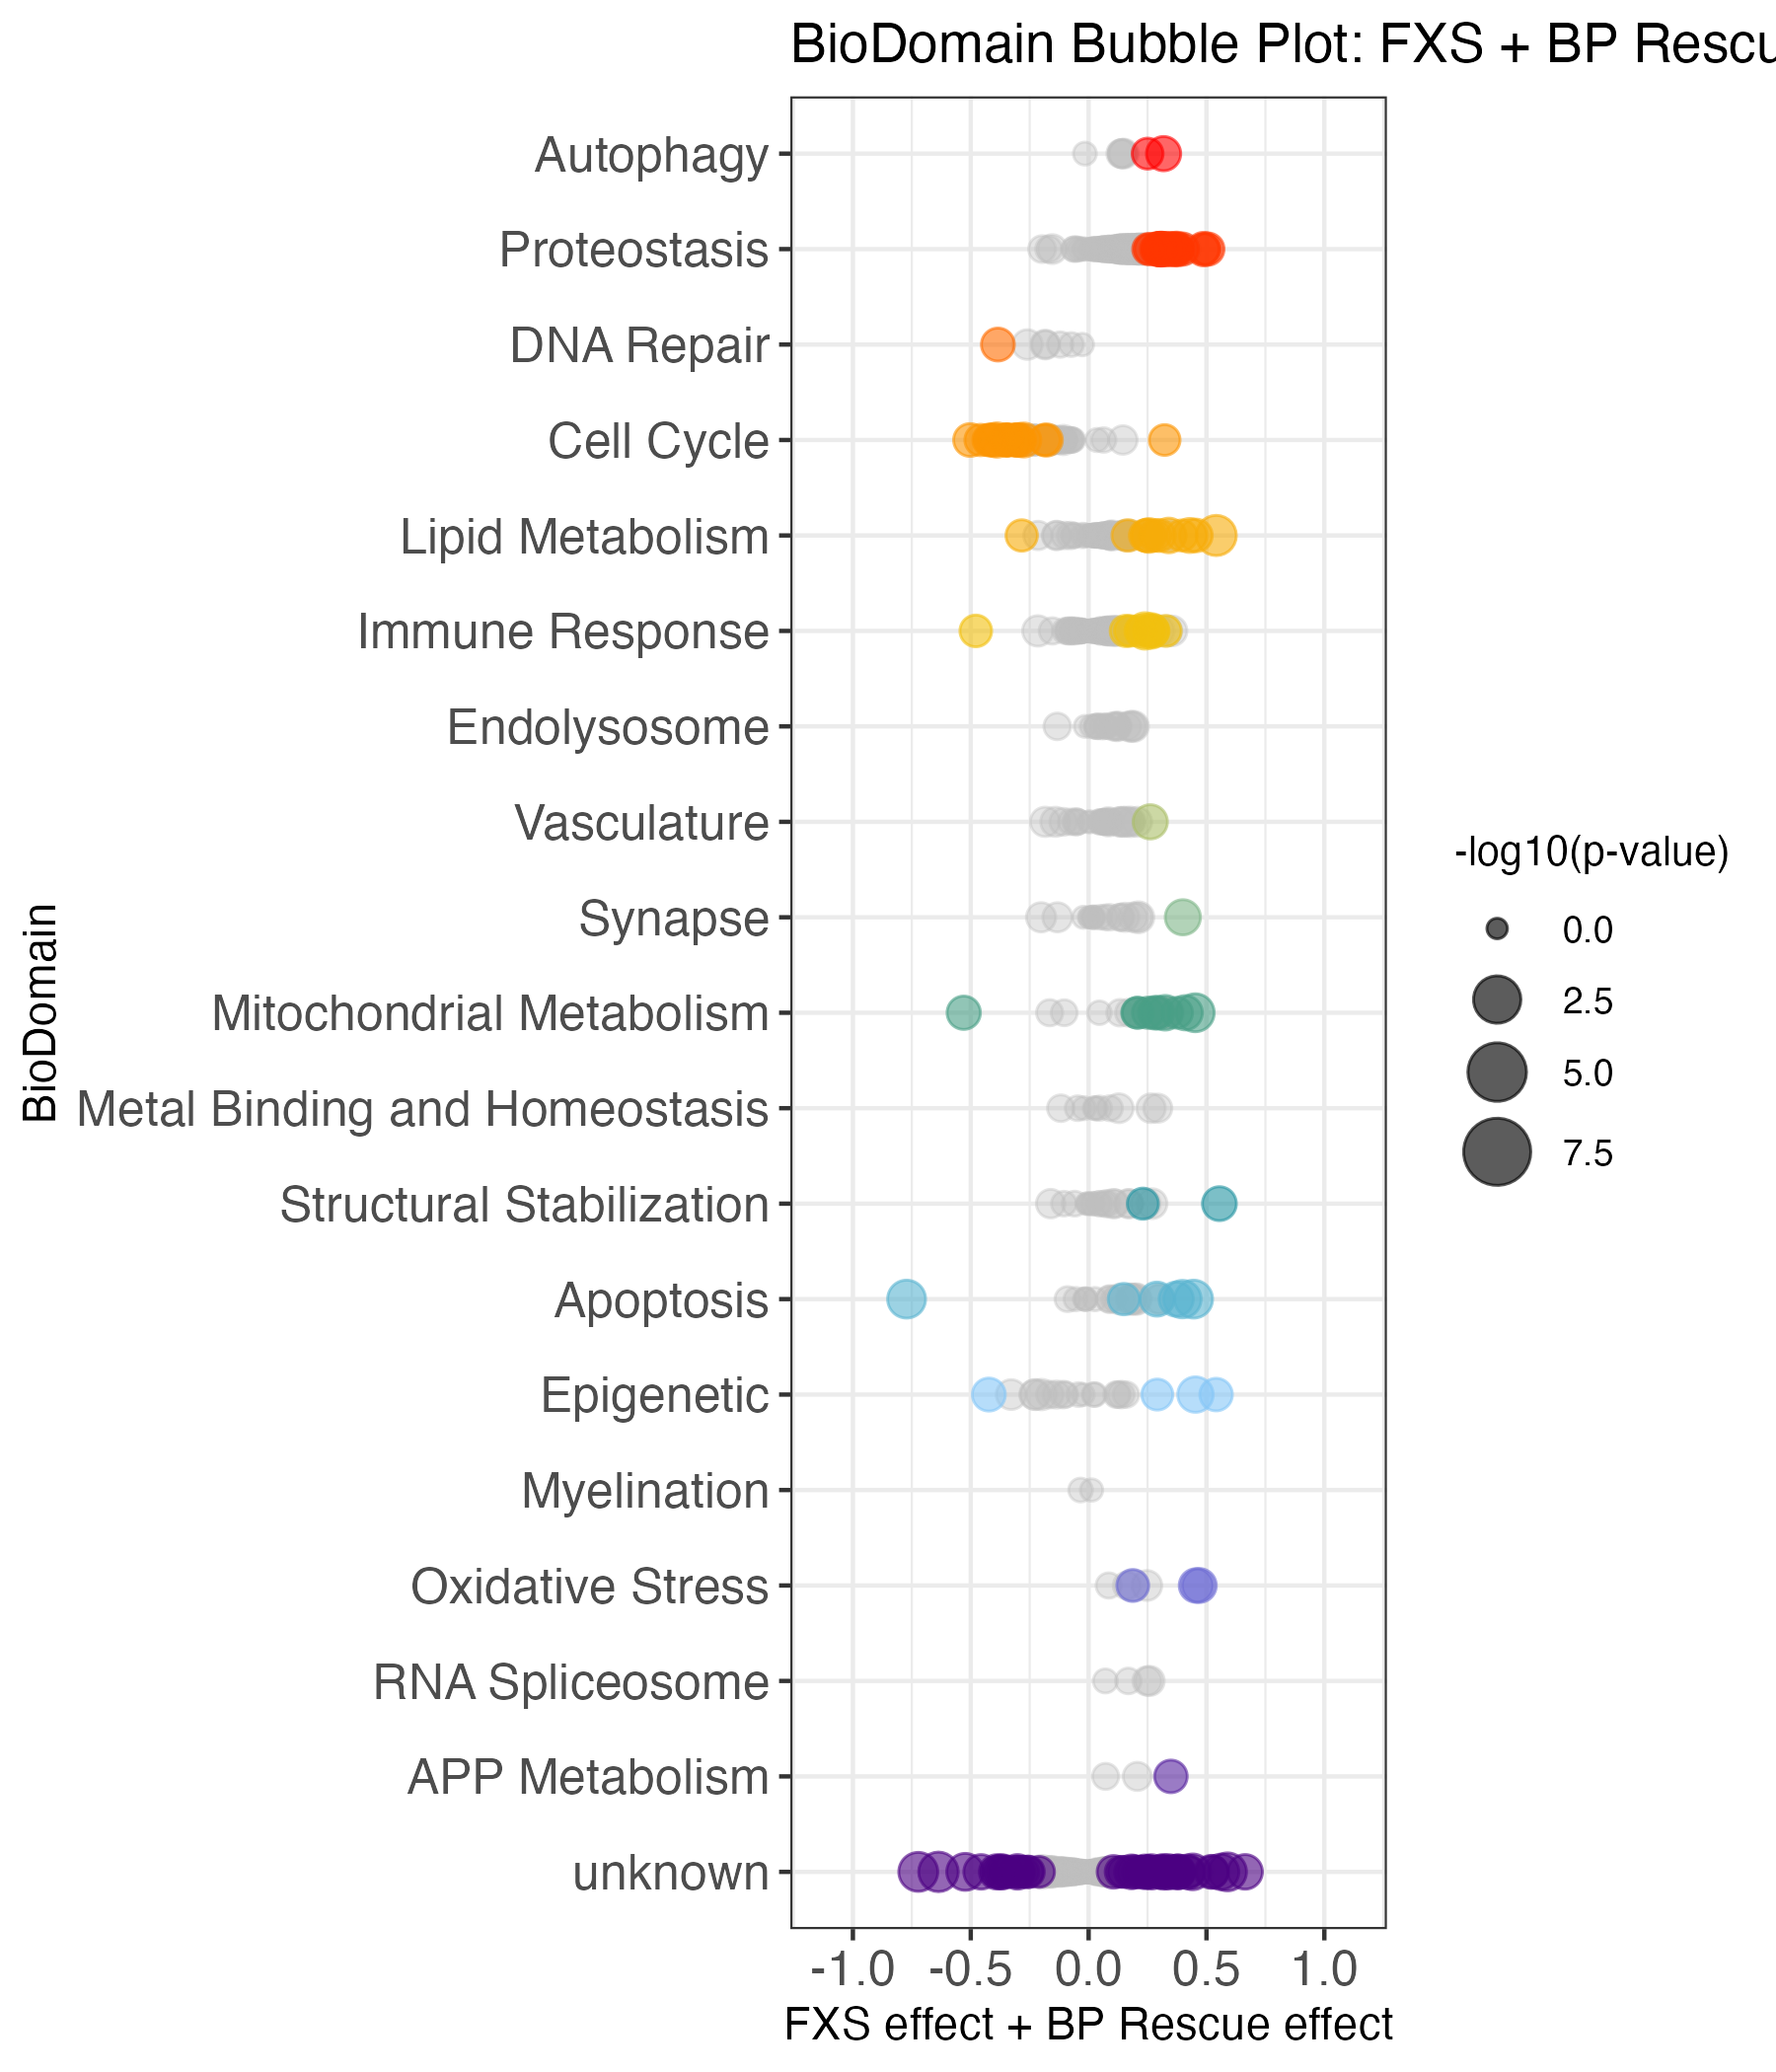 BioDomain Bubble Plot: FXS + BP Rescu
Autophagy
Proteostasis
DNA Repair
Cell Cycle
Lipid Metabolism
Immune Response
Endolysosome
Vasculature
Synapse
Mitochondrial Metabolism
Metal Binding and Homeostasis
Structural Stabilization
Apoptosis
Epigenetic
Myelination
Oxidative Stress
RNA Spliceosome
APP Metabolism
unknown
BioDomain
-1.0 -0.5 0.0 0.5 1.0
FXS effect + BP Rescue effect
-log10(p-value)
0.0
2.5
5.0
7.5